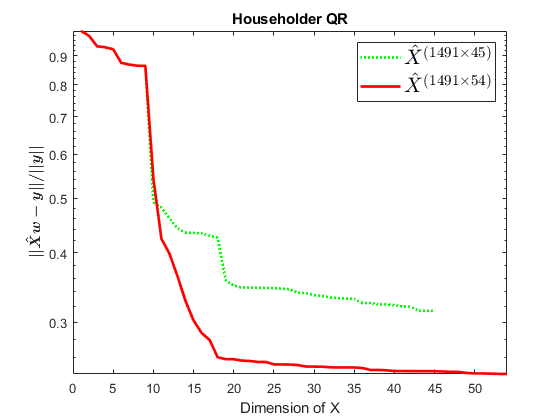 Householder QR
||X̂w − y||/||y||
0.9
0.8
0.7
0.6
0.5
0.4
0.3
X̂^(1491×45)
X̂^(1491×54)
0 5 10 15 20 25 30 35 40 45 50
Dimension of X